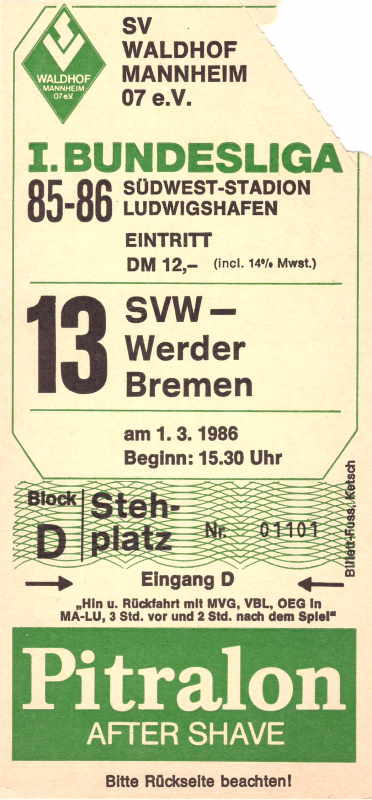 WALDHOF
MANNHEIM
07 e.V.
SV
WALDHOF
MANNHEIM
07 e.V.
I. BUNDESLIGA
85-86 SÜDWEST-STADION
LUDWIGSHAFEN
EINTRITT
DM 12,– (incl. 14% Mwst.)
13 SVW –
Werder
Bremen
am 1. 3. 1986
Beginn: 15.30 Uhr
Block D
Steh-
platz
Nr. 01101
Billett-Fuss, Ketsch
Eingang D
„Hin u. Rückfahrt mit MVG, VBL, OEG in
MA-LU, 3 Std. vor und 2 Std. nach dem Spiel“
Pitralon
AFTER SHAVE
Bitte Rückseite beachten!